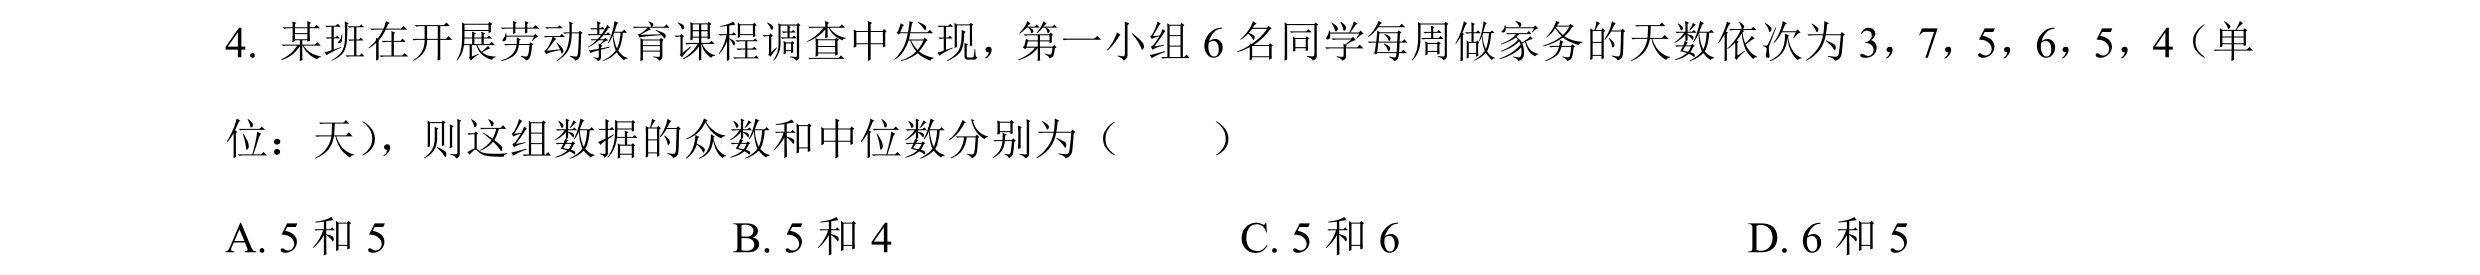 4. 某班在开展劳动教育课程调查中发现，第一小组 6 名同学每周做家务的天数依次为 3，7，5，6，5，4（单
位：天），则这组数据的众数和中位数分别为（　　）
A. 5 和 5　　B. 5 和 4　　C. 5 和 6　　D. 6 和 5